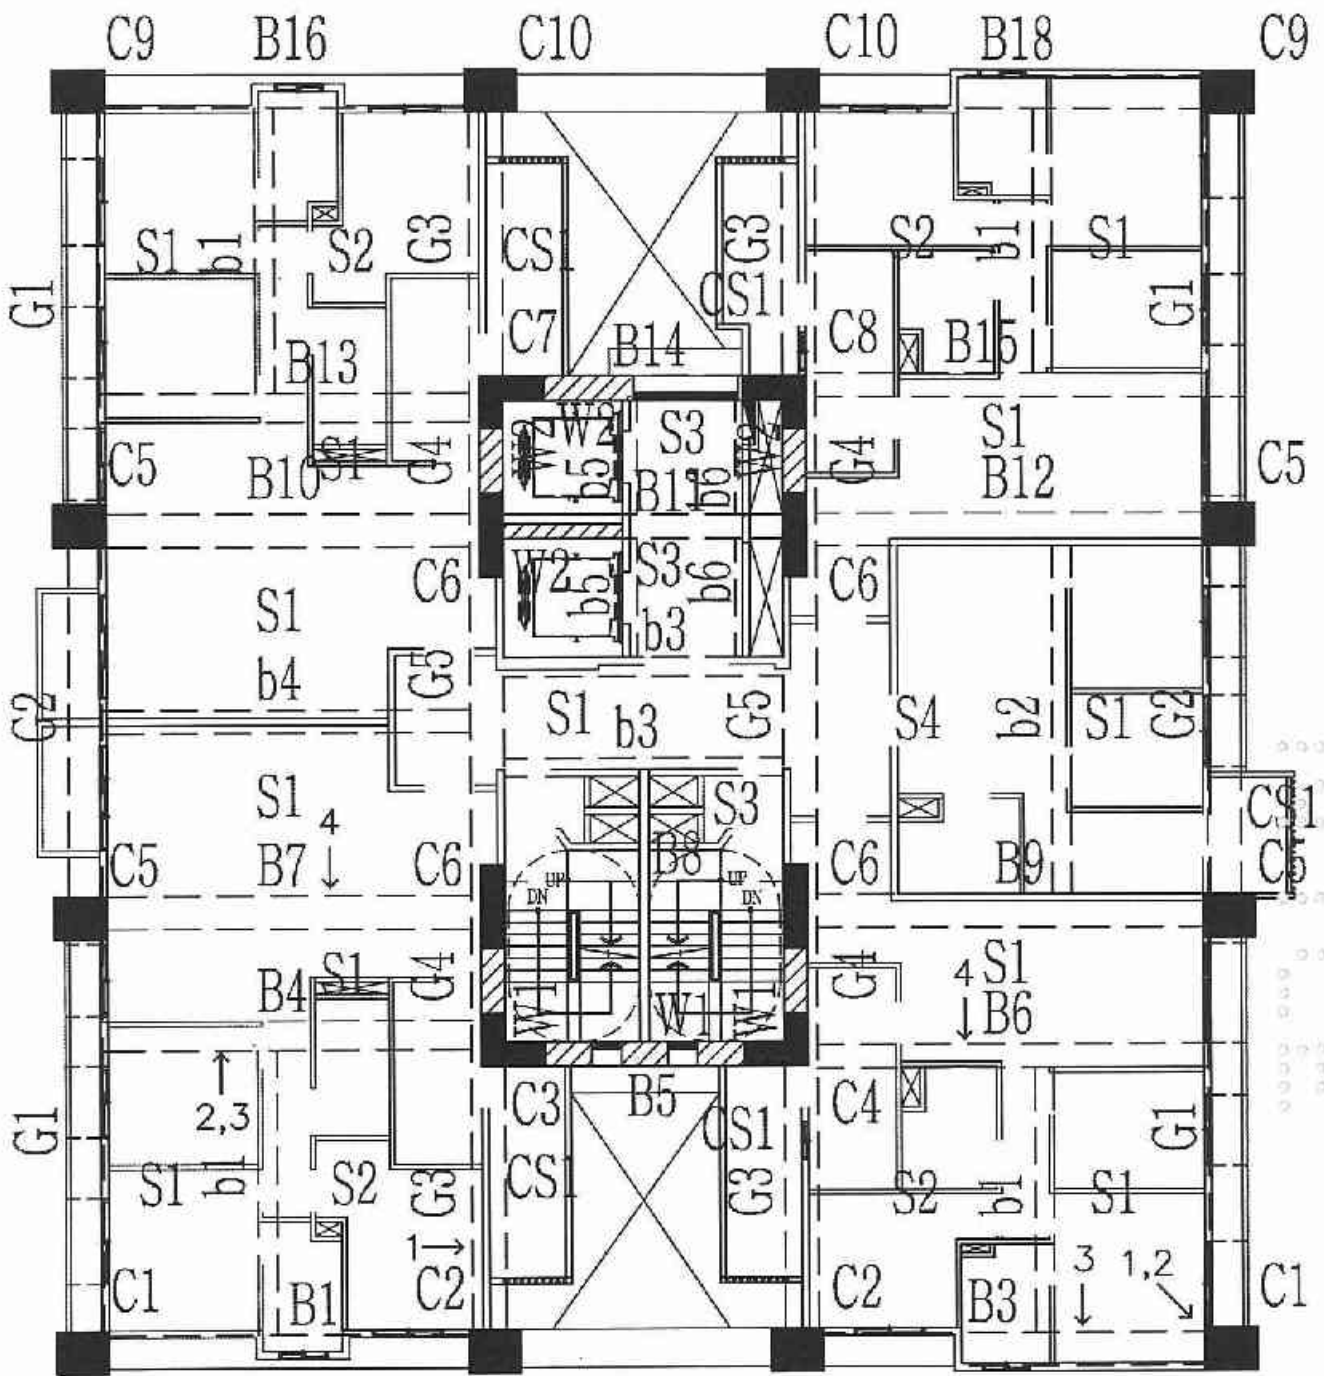 C9 B16 C10 C10 B18 C9
S1 b1 S2 G3 CS1 G3 S2 b1 S1
CS1
G1 G1
C7 B14 C8 B15
B13
W2 S3 S1
C5 S1 G4 W2 G4 C5
B10 b5 B11 b6 B12
W2 S3
C6 b5 b6 C6
S1 b3
b4 G5
G2 S1 b3 G5 S4 b2 S1 G2
S1 S3 CS1
4
C5 B7 C6 B8 C6 B9 C5
UP UP
DN DN
B4 S1 G4 G4 4 S1
W1 W1 W1 B6
2,3 C3 B5 C4
G1 CS1 G1
S1 b1 S2 G3 CS1 G3 S2 b1 S1
1 3 1,2
C1 B1 C2 C2 B3 C1